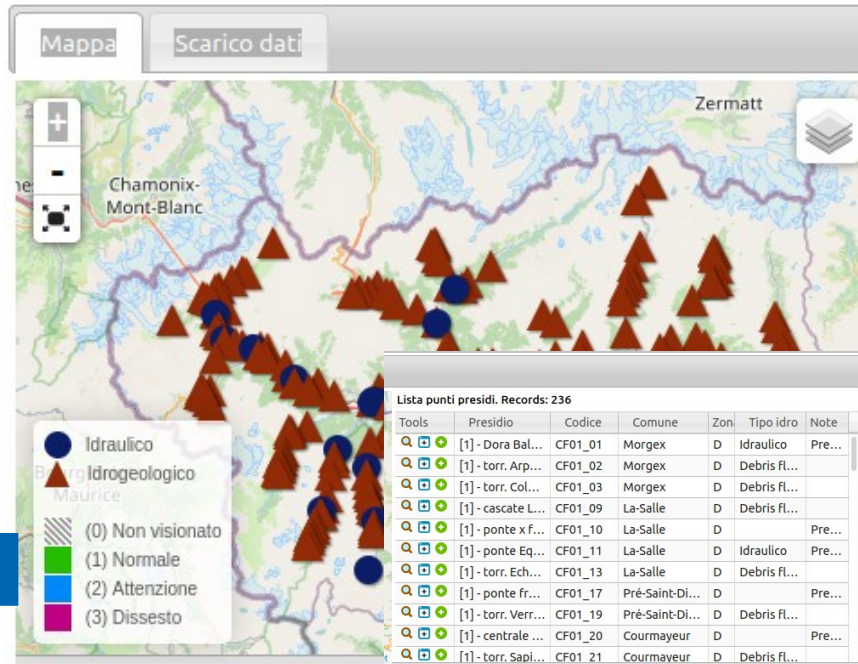 Mappa
Scarico dati
+
-
Zermatt
Chamonix-
Mont-Blanc
Idraulico
Idrogeologico
Maurice
(0) Non visionato
(1) Normale
(2) Attenzione
(3) Dissesto
Lista punti presidi. Records: 236
Tools Presidio Codice Comune Zon Tipo idro Note
[1] - Dora Bal... CF01_01 Morgex D Idraulico Pre...
[1] - torr. Arp... CF01_02 Morgex D Debris fl...
[1] - torr. Col... CF01_03 Morgex D Debris fl...
[1] - cascate L... CF01_09 La-Salle D Debris fl...
[1] - ponte x f... CF01_10 La-Salle D Pre...
[1] - ponte Eq... CF01_11 La-Salle D Idraulico Pre...
[1] - torr. Ech... CF01_13 La-Salle D Debris fl...
[1] - ponte fr... CF01_17 Pré-Saint-Di... D Pre...
[1] - torr. Verr... CF01_19 Pré-Saint-Di... D Debris fl...
[1] - centrale ... CF01_20 Courmayeur D Pre...
[1] - torr. Sapi... CF01_21 Courmayeur D Debris fl...